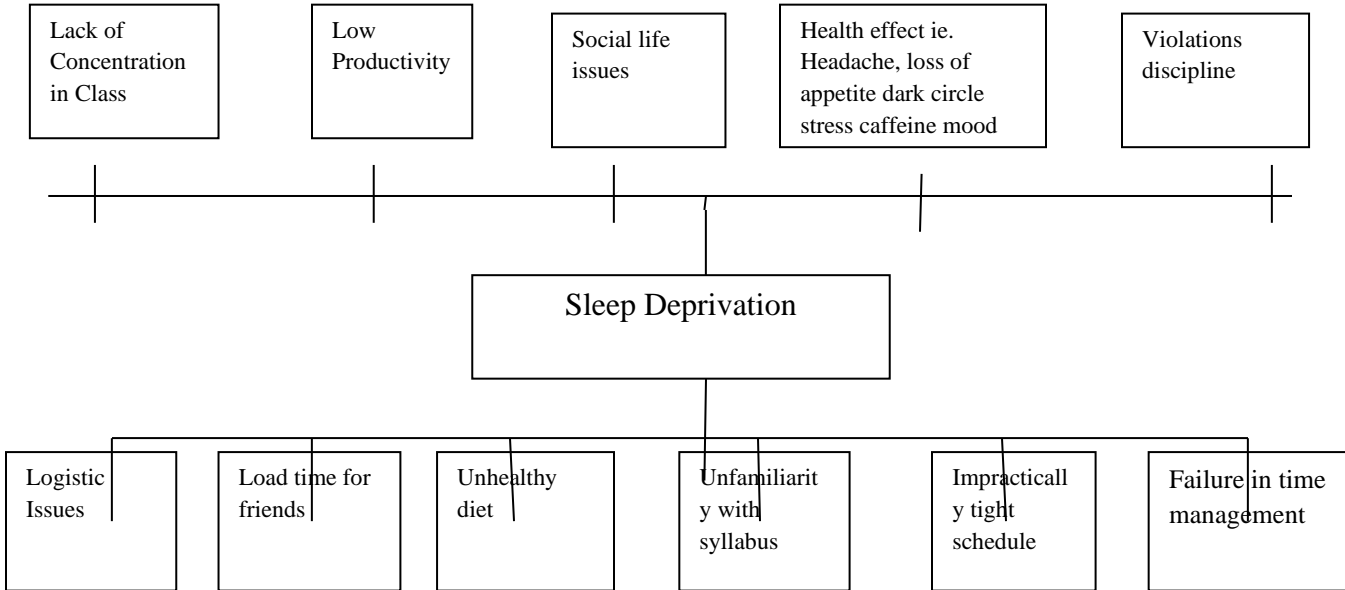 Lack of
Concentration
in Class
Low
Productivity
Social life
issues
Health effect ie.
Headache, loss of
appetite dark circle
stress caffeine mood
Violations
discipline
Sleep Deprivation
Logistic
Issues
Load time for
friends
Unhealthy
diet
Unfamiliarit
y with
syllabus
Impracticall
y tight
schedule
Failure in time
management